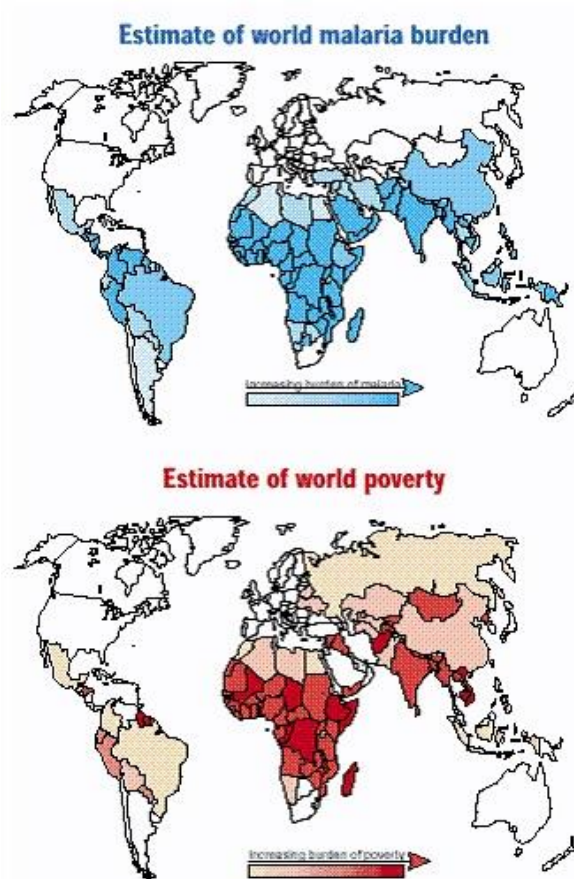 Estimate of world malaria burden
Increasing burden of malaria
Estimate of world poverty
Increasing burden of poverty